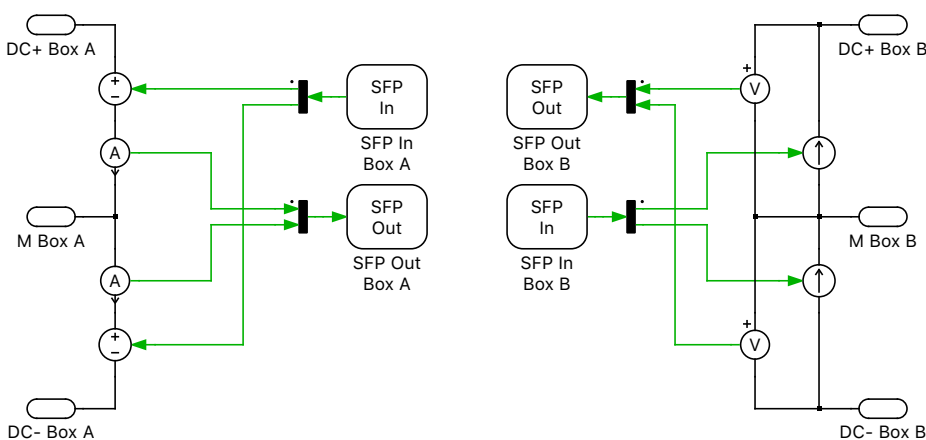 DC+ Box A
DC+ Box B
+
−
SFP
In
SFP In
Box A
SFP
Out
SFP Out
Box B
+
V
A
SFP
Out
SFP Out
Box A
SFP
In
SFP In
Box B
M Box A
M Box B
A
+
−
+
V
DC- Box A
DC- Box B